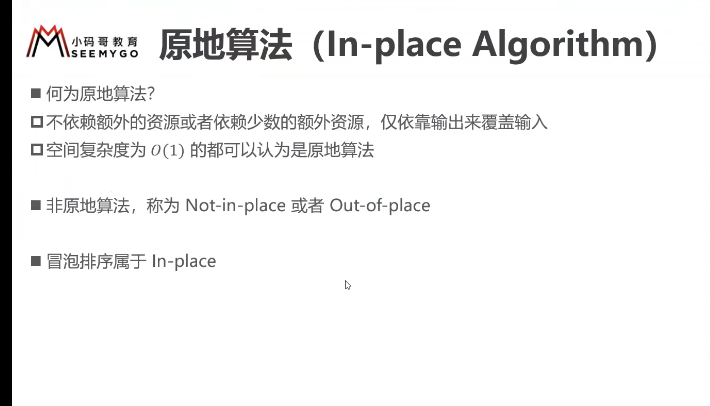 小码哥教育
SEEMYGO
原地算法（In-place Algorithm）
■ 何为原地算法？
不依赖额外的资源或者依赖少数的额外资源，仅依靠输出来覆盖输入
空间复杂度为 O(1) 的都可以认为是原地算法
■ 非原地算法，称为 Not-in-place 或者 Out-of-place
■ 冒泡排序属于 In-place